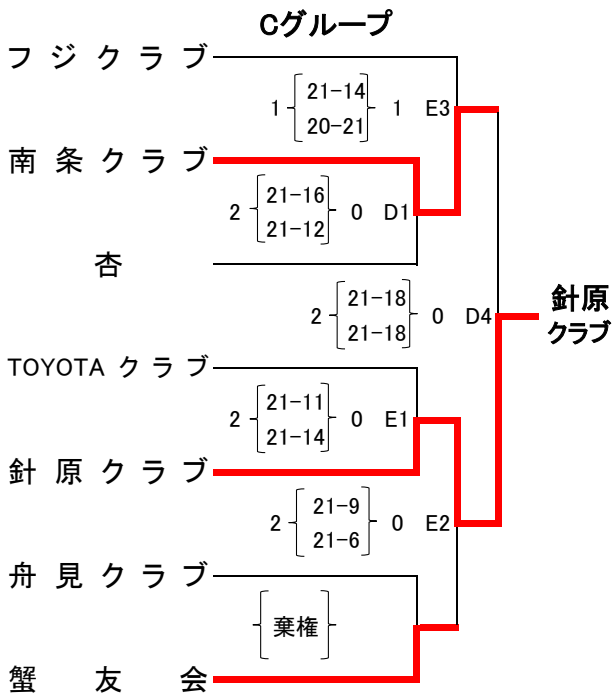 Cグループ
フジクラブ
1 21-14 1 E3
20-21
南条クラブ
2 21-16 0 D1
21-12
杏
2 21-18 0 D4
21-18
針原
クラブ
TOYOTA クラブ
2 21-11 0 E1
21-14
針原クラブ
2 21-9 0 E2
21-6
舟見クラブ
棄権
蟹友会